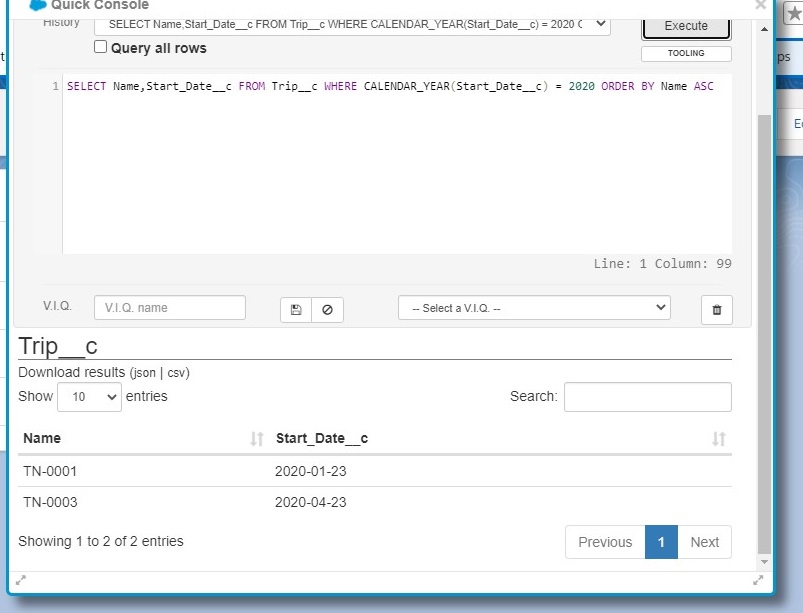 Quick Console
History SELECT Name,Start_Date__c FROM Trip__c WHERE CALENDAR_YEAR(Start_Date__c) = 2020 Execute
Query all rows
TOOLING
ps
1 SELECT Name,Start_Date__c FROM Trip__c WHERE CALENDAR_YEAR(Start_Date__c) = 2020 ORDER BY Name ASC
Line: 1 Column: 99
V.I.Q. V.I.Q. name -- Select a V.I.Q. --
Trip__c
Download results (json | csv)
Show 10 entries Search:
Name Start_Date__c
TN-0001 2020-01-23
TN-0003 2020-04-23
Showing 1 to 2 of 2 entries Previous 1 Next